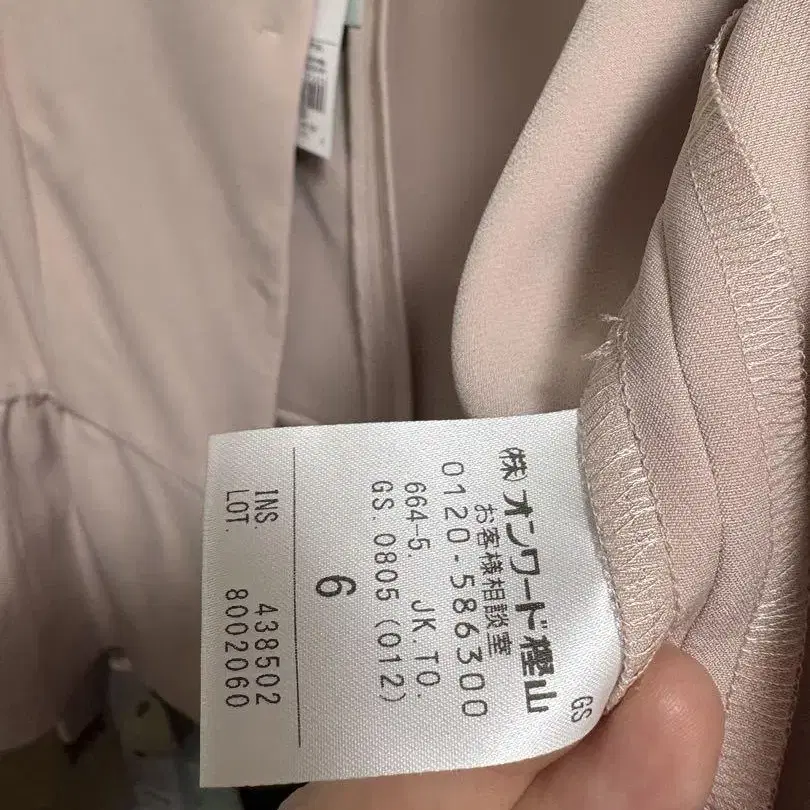 (株)オンワード樫山
お客様相談室
0120-586300
664-5. JK.TO.
GS. 0805(012)
6
INS. 438502
LOT. 8002060
GS